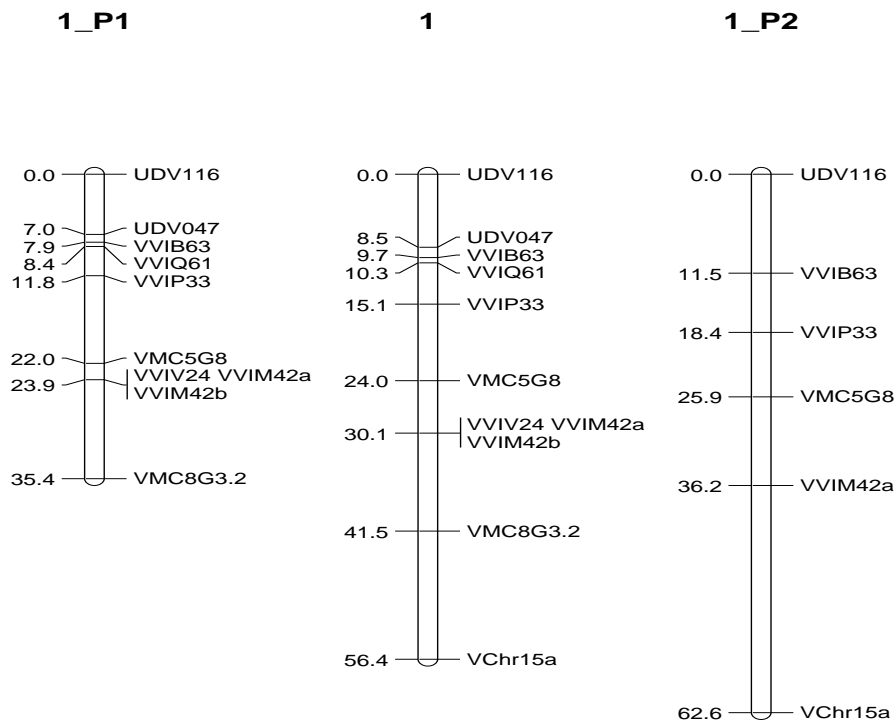 1_P1
0.0 UDV116
7.0 UDV047
7.9 VVIB63
8.4 VVIQ61
11.8 VVIP33
22.0 VMC5G8
23.9 VVIV24 VVIM42a
VVIM42b
35.4 VMC8G3.2
1
0.0 UDV116
8.5 UDV047
9.7 VVIB63
10.3 VVIQ61
15.1 VVIP33
24.0 VMC5G8
30.1 VVIV24 VVIM42a
VVIM42b
41.5 VMC8G3.2
56.4 VChr15a
1_P2
0.0 UDV116
11.5 VVIB63
18.4 VVIP33
25.9 VMC5G8
36.2 VVIM42a
62.6 VChr15a